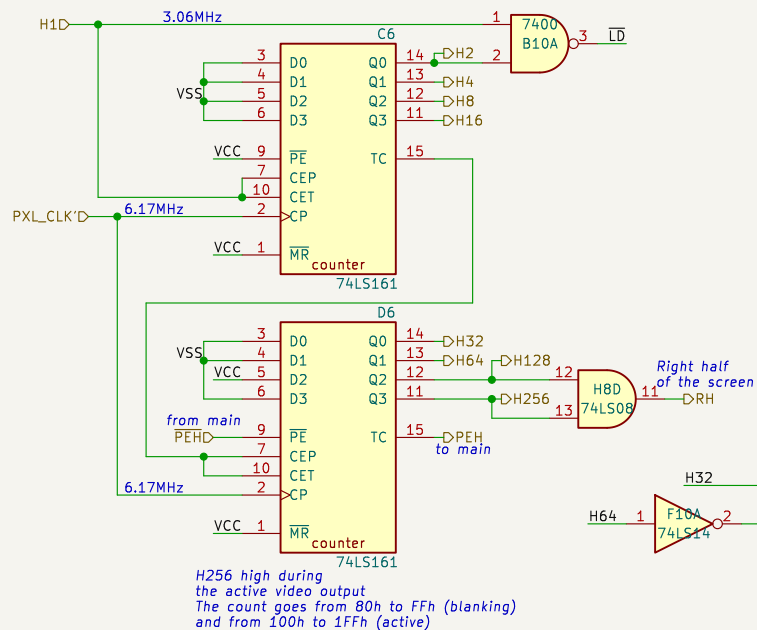 H1
3.06MHz
1
7400
B10A
3
LD
2
C6
3 D0 Q0 14 H2
4 D1 Q1 13 H4
VSS
5 D2 Q2 12 H8
6 D3 Q3 11 H16
VCC 9 PE TC 15
7 CEP
10 CET
PXL_CLK' 6.17MHz 2 CP
VCC 1 MR
counter
74LS161
D6
3 D0 Q0 14 H32
VSS
4 D1 Q1 13 H64 H128
VCC 5 D2 Q2 12
6 D3 Q3 11 H256
12
H8D
74LS08
11
RH
13
Right half
of the screen
from main
PEH 9 PE TC 15 PEH
to main
7 CEP
10 CET
6.17MHz 2 CP
VCC 1 MR
counter
74LS161
H32
H64 1
F10A
74LS14
2
H256 high during
the active video output
The count goes from 80h to FFh (blanking)
and from 100h to 1FFh (active)